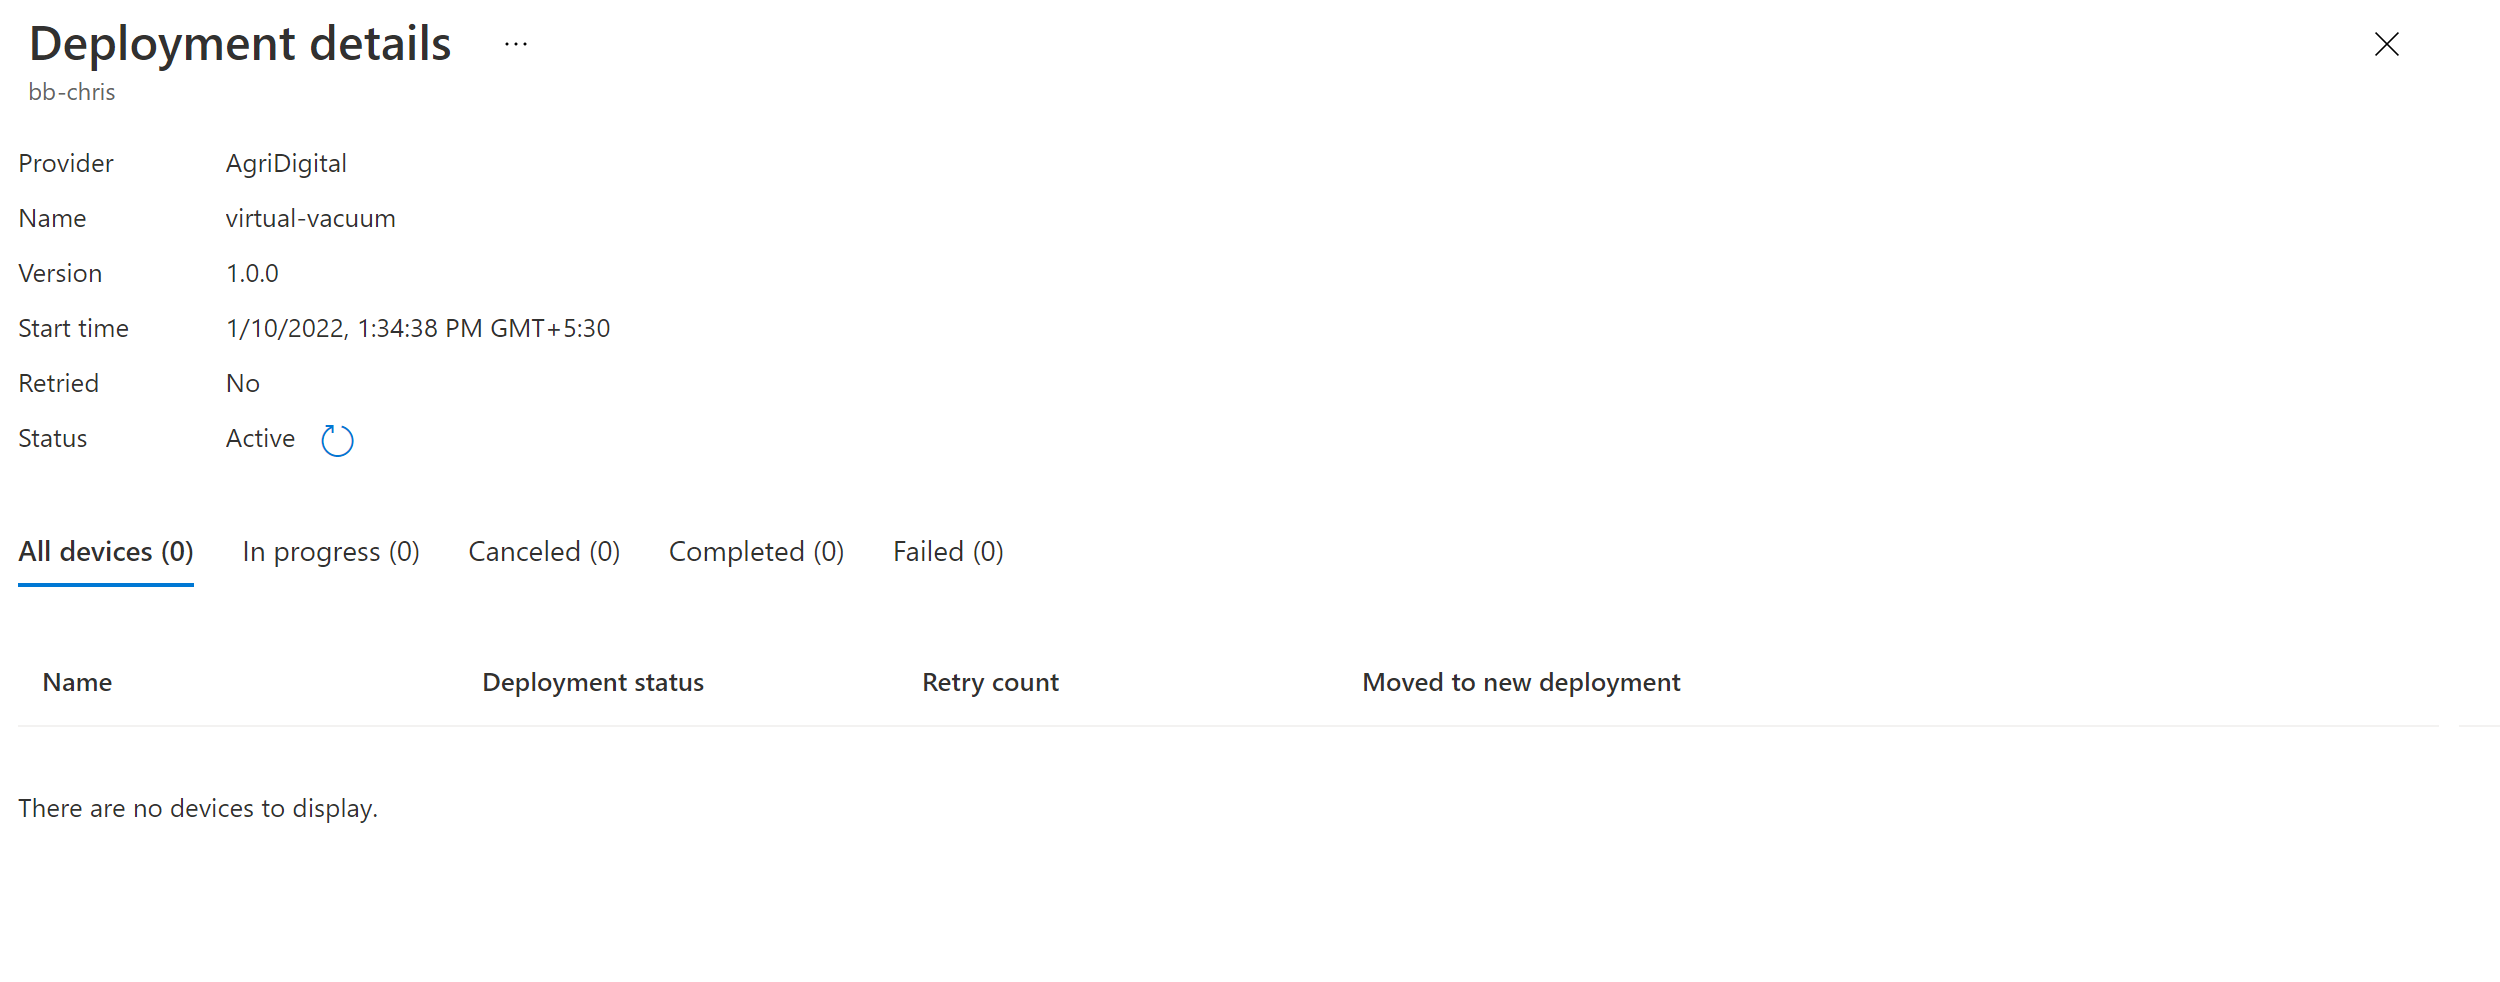 Deployment details ...
bb-chris
Provider AgriDigital
Name virtual-vacuum
Version 1.0.0
Start time 1/10/2022, 1:34:38 PM GMT+5:30
Retried No
Status Active
All devices (0) In progress (0) Canceled (0) Completed (0) Failed (0)
Name Deployment status Retry count Moved to new deployment
There are no devices to display.